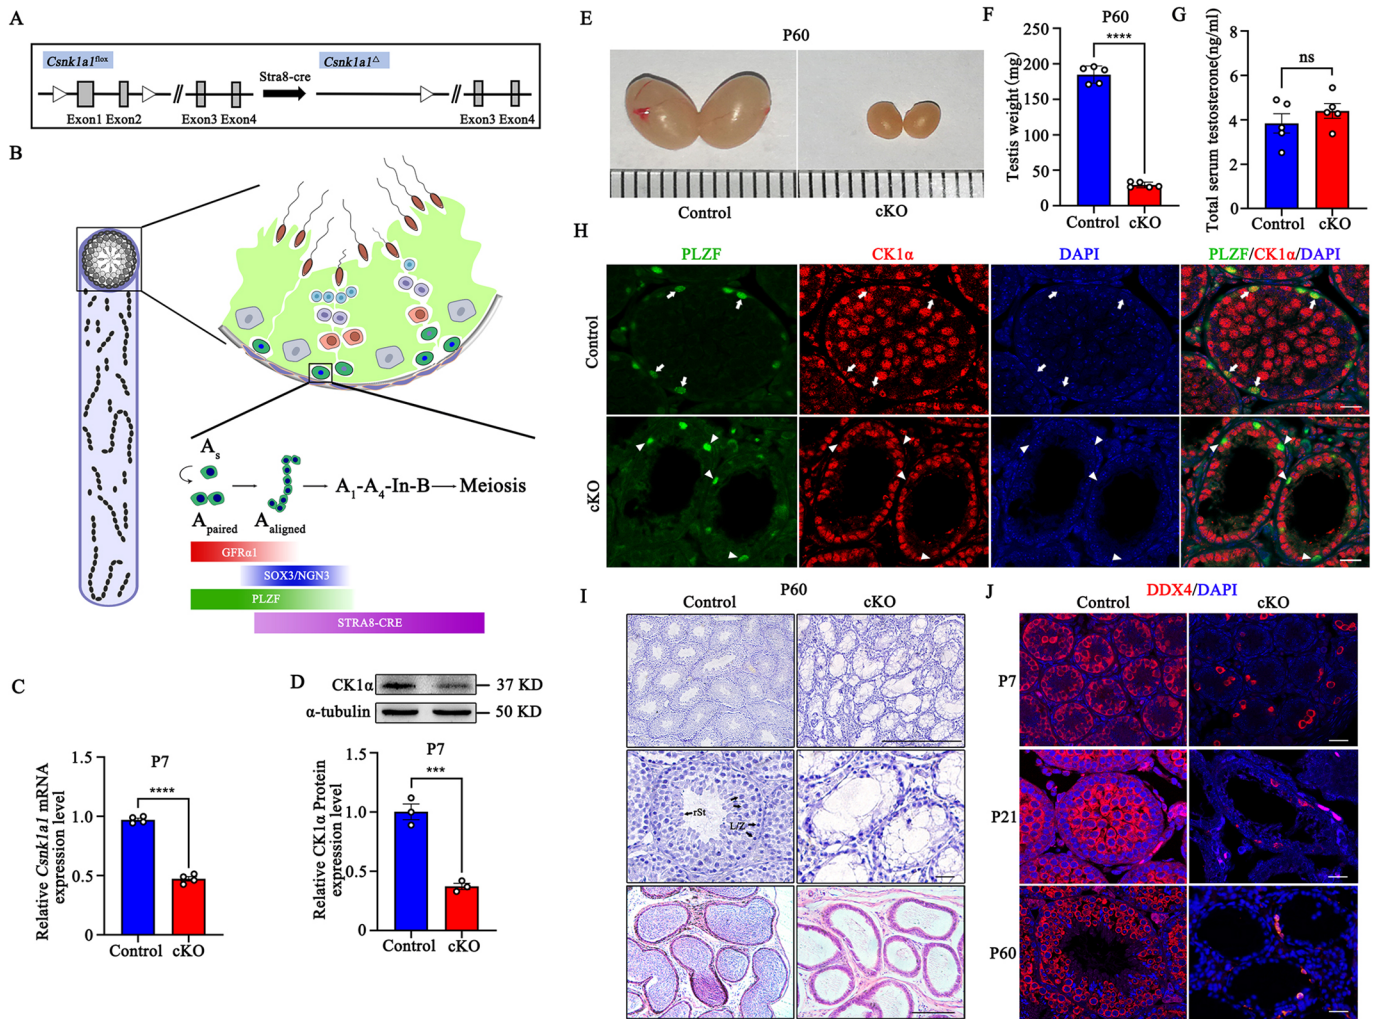 A
Csnk1a1flox
Stra8-cre
Csnk1a1△
Exon1 Exon2 Exon3 Exon4
Exon3 Exon4
B
As
Apaired
Aaligned
A1-A4-In-B
Meiosis
GFRα1
SOX3/NGN3
PLZF
STRA8-CRE
C
P7
****
Relative Csnk1a1 mRNA
expression level
1.5
1.0
0.5
0
Control cKO
D
CK1α
37 KD
α-tubulin
50 KD
P7
***
Relative CK1α Protein
expression level
1.5
1.0
0.5
0
Control cKO
E
P60
Control
cKO
F
P60
****
Testis weight (mg)
250
200
150
100
50
0
Control cKO
G
ns
Total serum testosterone(ng/ml)
8
6
4
2
0
Control cKO
H
PLZF
CK1α
DAPI
PLZF/CK1α/DAPI
Control
cKO
I
P60
Control
cKO
rSt
L/Z
J
DDX4/DAPI
Control
cKO
P7
P21
P60